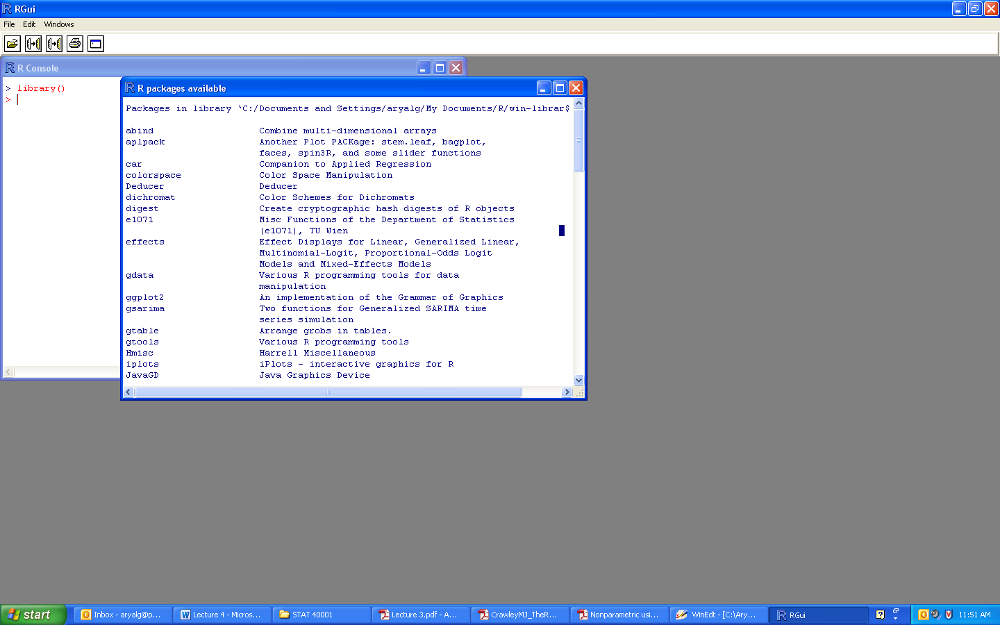 RGui
File Edit Windows
R Console
> library()
>
R packages available
Packages in library `C:/Documents and Settings/aryalg/My Documents/R/win-librar$
abind Combine multi-dimensional arrays
aplpack Another Plot PACKage: stem.leaf, bagplot,
faces, spin3R, and some slider functions
car Companion to Applied Regression
colorspace Color Space Manipulation
Deducer Deducer
dichromat Color Schemes for Dichromats
digest Create cryptographic hash digests of R objects
e1071 Misc Functions of the Department of Statistics
(e1071), TU Wien
effects Effect Displays for Linear, Generalized Linear,
Multinomial-Logit, Proportional-Odds Logit
Models and Mixed-Effects Models
gdata Various R programming tools for data
manipulation
ggplot2 An implementation of the Grammar of Graphics
gsarima Two functions for Generalized SARIMA time
series simulation
gtable Arrange grobs in tables.
gtools Various R programming tools
Hmisc Harrell Miscellaneous
iplots iPlots - interactive graphics for R
JavaGD Java Graphics Device
start Inbox - aryalg@p... Lecture 4 - Micros... STAT 40001 Lecture 3.pdf - A... CrawleyMJ_TheR... Nonparametric usi... WinEdt - [C:\Ary... RGui 11:51 AM